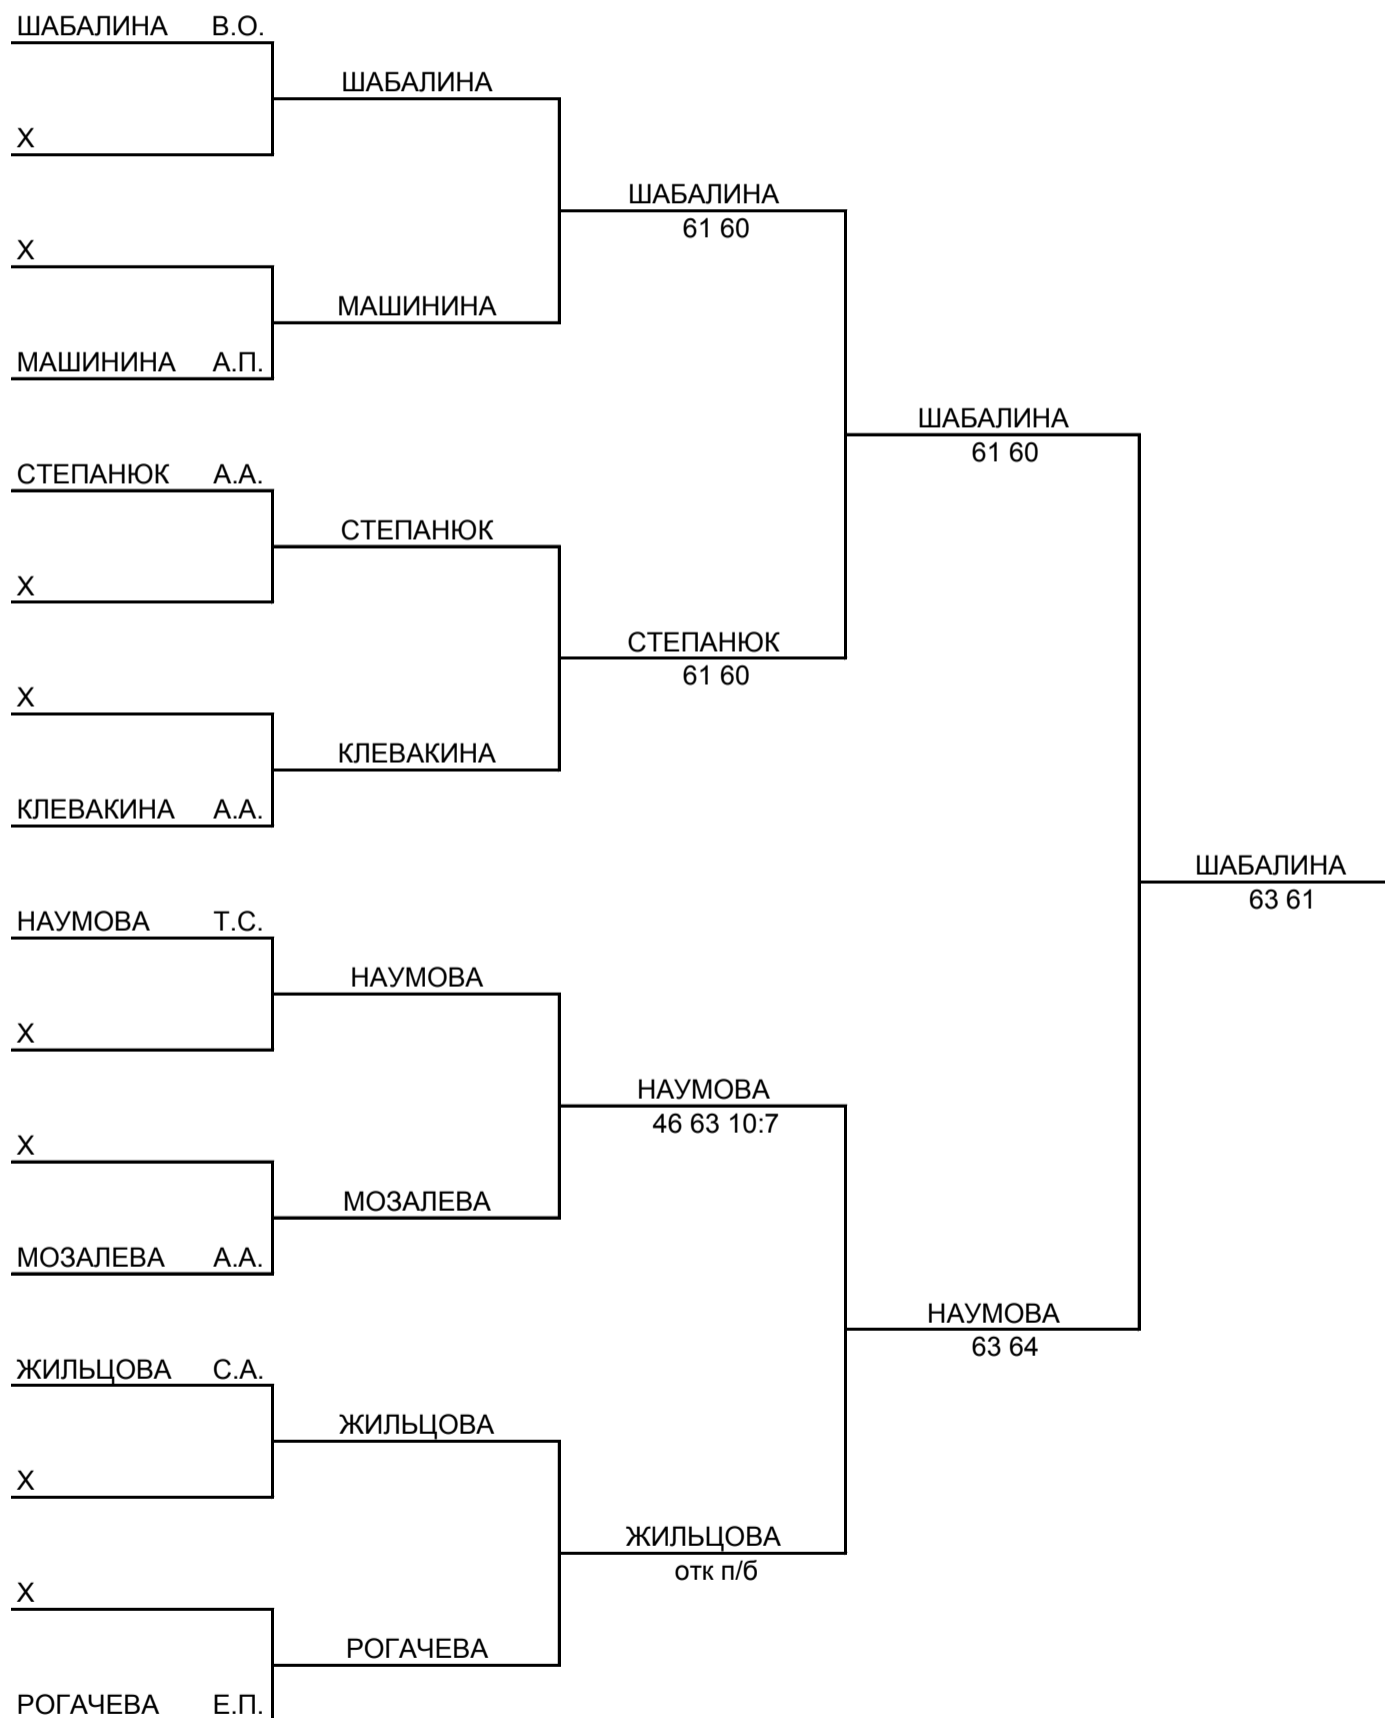 ШАБАЛИНА В.О.
ШАБАЛИНА
X
ШАБАЛИНА
61 60
X
МАШИНИНА
МАШИНИНА А.П.
ШАБАЛИНА
61 60
СТЕПАНЮК А.А.
СТЕПАНЮК
X
СТЕПАНЮК
61 60
X
КЛЕВАКИНА
КЛЕВАКИНА А.А.
ШАБАЛИНА
63 61
НАУМОВА Т.С.
НАУМОВА
X
НАУМОВА
46 63 10:7
X
МОЗАЛЕВА
МОЗАЛЕВА А.А.
НАУМОВА
63 64
ЖИЛЬЦОВА С.А.
ЖИЛЬЦОВА
X
ЖИЛЬЦОВА
отк п/б
X
РОГАЧЕВА
РОГАЧЕВА Е.П.